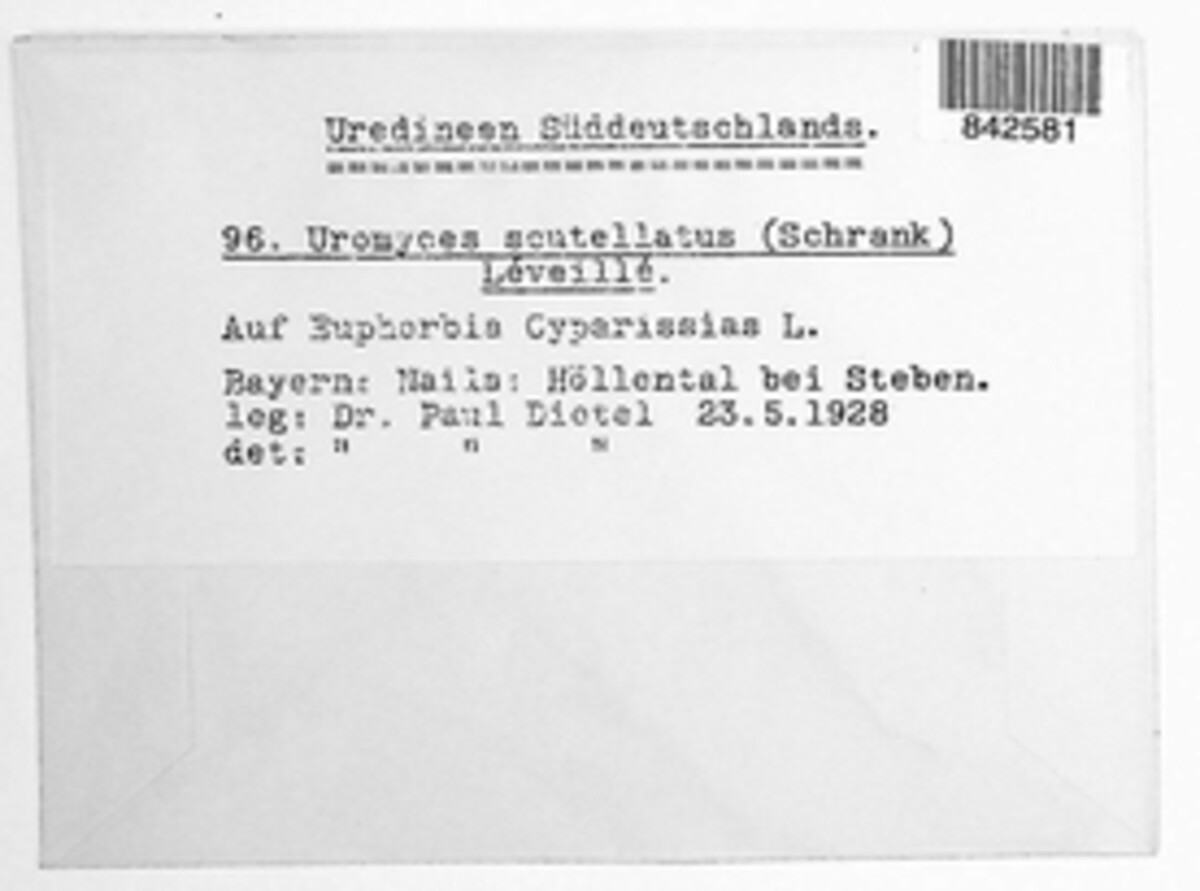 842581
Uredineen Süddeutschlands.
96. Uromyces scutellatus (Schrank)
Léveillé.
Auf Euphorbia Cyparissias L.
Bayern: Naila: Höllental bei Steben.
leg: Dr. Paul Dietel 23.5.1928
det: " " "